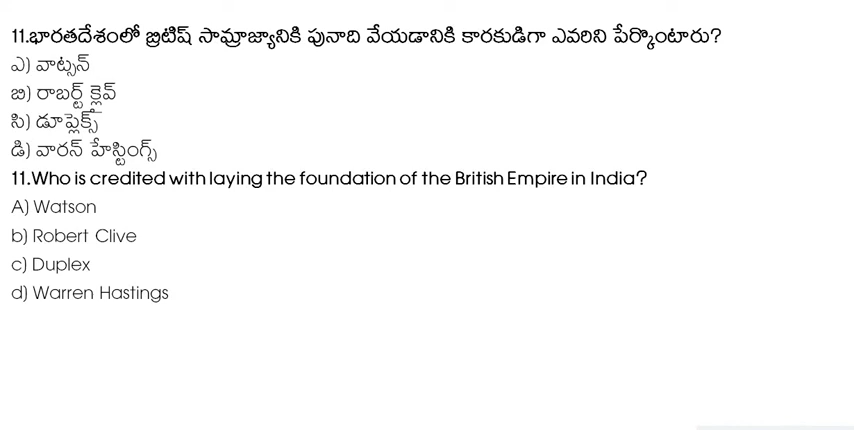 11.భారతదేశంలో బ్రిటిష్ సామ్రాజ్యానికి పునాది వేయడానికి కారకుడిగా ఎవరిని పేర్కొంటారు?
ఎ) వాట్సన్
బి) రాబర్ట్ క్లైవ్
సి) డూప్లెక్స్
డి) వారన్ హేస్టింగ్స్
11.Who is credited with laying the foundation of the British Empire in India?
A) Watson
b) Robert Clive
c) Duplex
d) Warren Hastings